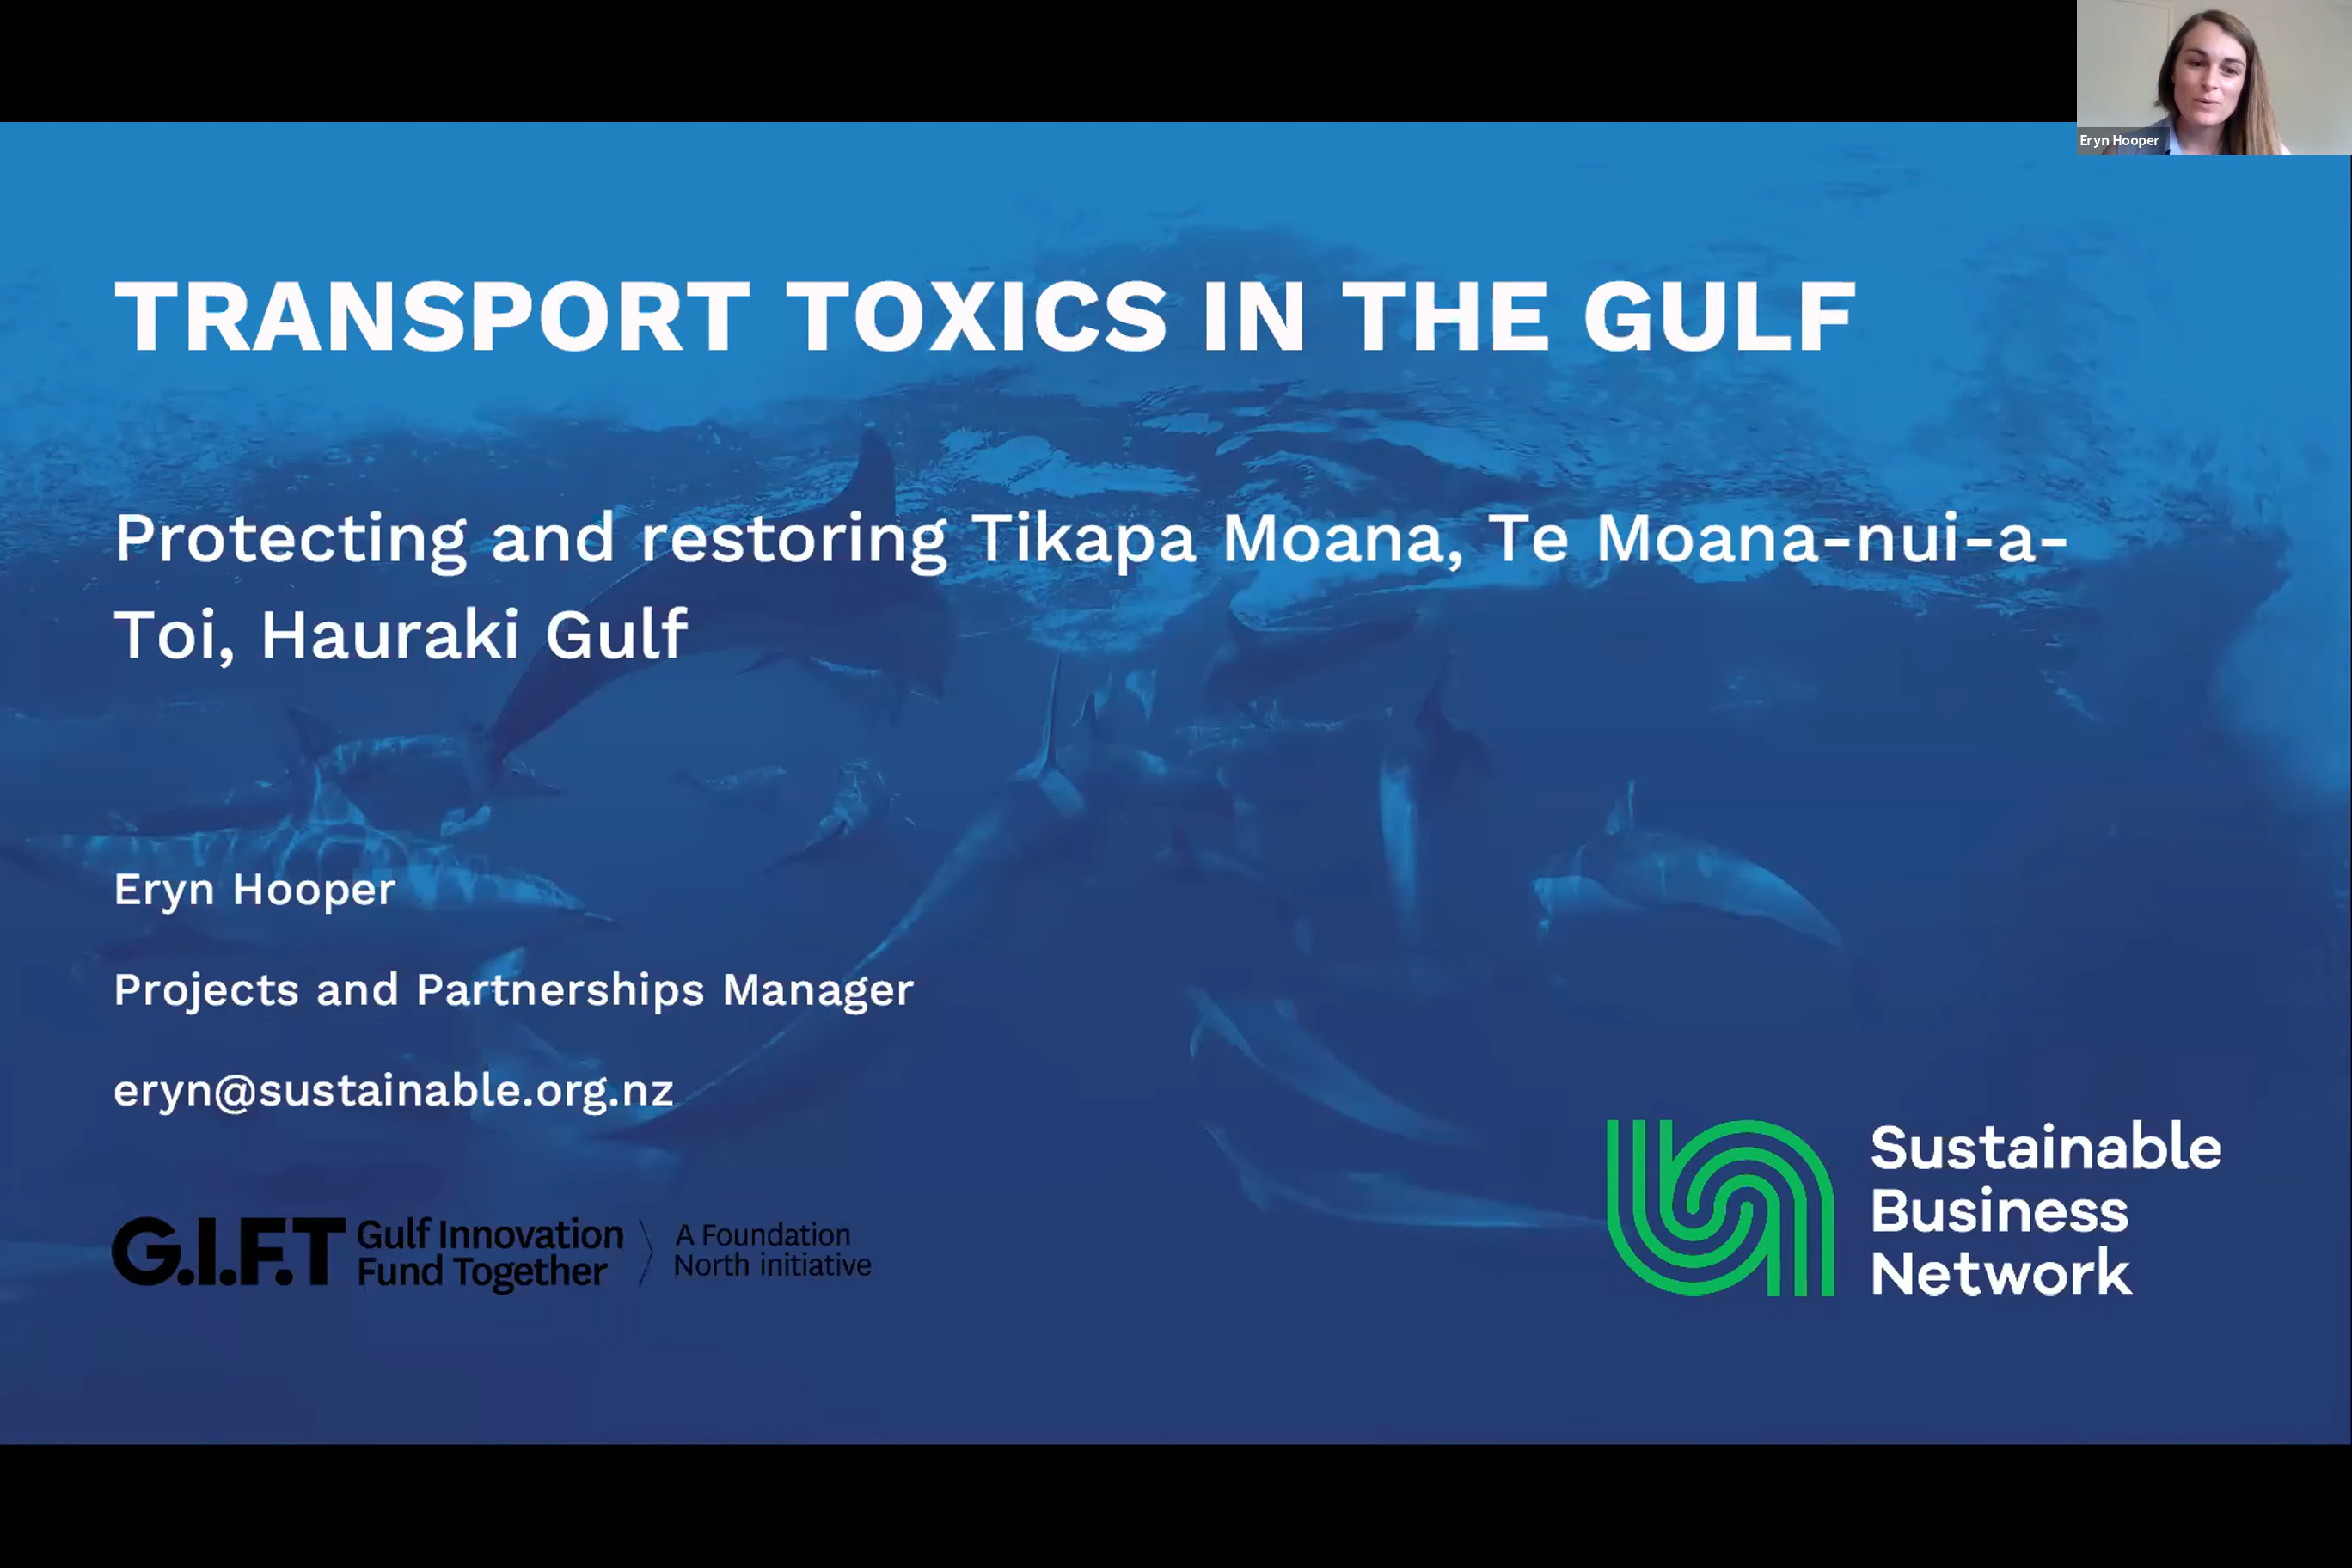 Eryn Hooper
TRANSPORT TOXICS IN THE GULF
Protecting and restoring Tikapa Moana, Te Moana-nui-a-
Toi, Hauraki Gulf
Eryn Hooper
Projects and Partnerships Manager
eryn@sustainable.org.nz
G.I.F.T
Gulf Innovation
Fund Together
A Foundation
North initiative
Sustainable
Business
Network